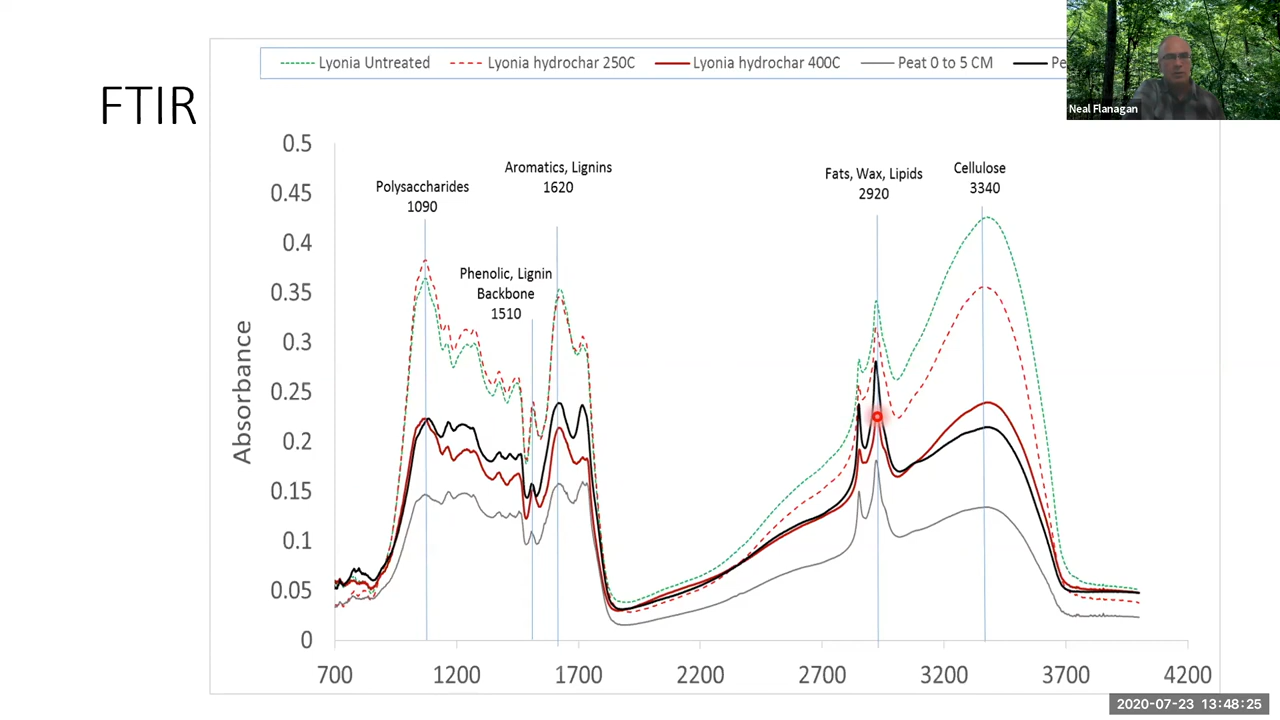 Lyonia Untreated Lyonia hydrochar 250C Lyonia hydrochar 400C Peat 0 to 5 CM
Neal Flanagan
FTIR
0.5
Aromatics, Lignins
1620
Fats, Wax, Lipids
2920
Cellulose
3340
Polysaccharides
1090
0.45
0.4
Phenolic, Lignin
Backbone
1510
0.35
0.3
0.25
0.2
0.15
0.1
0.05
0
Absorbance
700 1200 1700 2200 2700 3200 3700 4200
2020-07-23 13:48:25